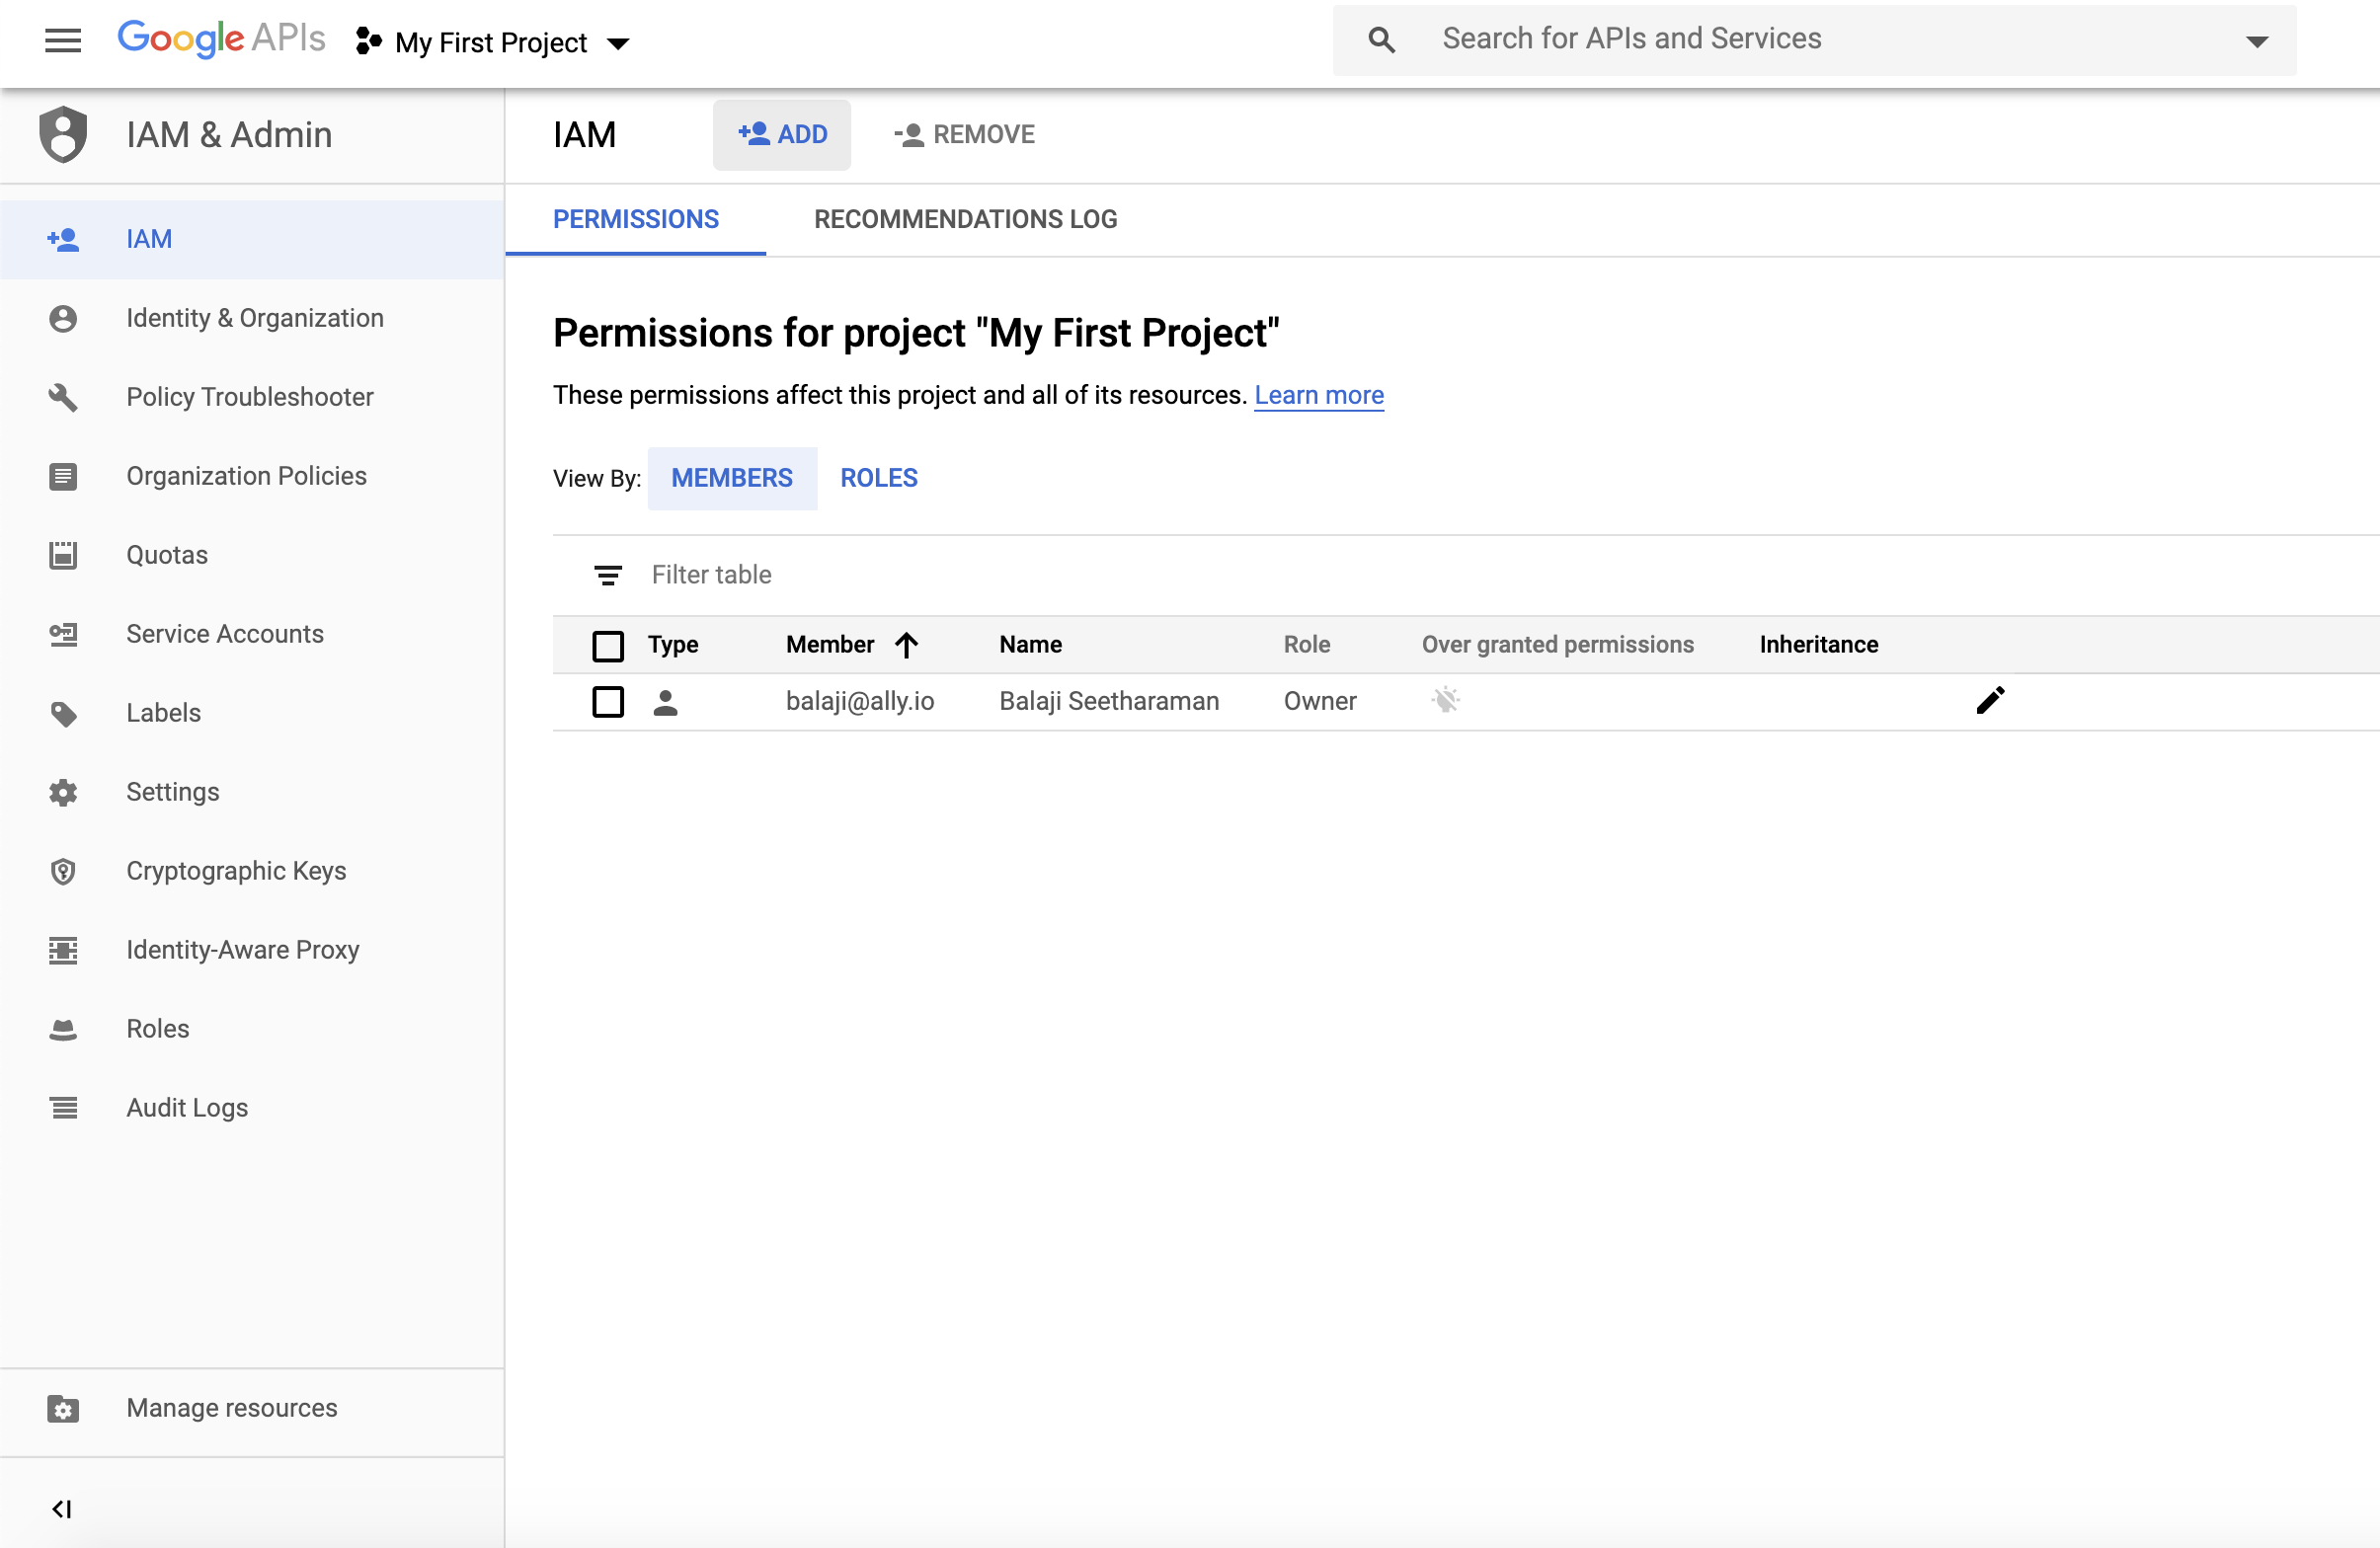 Google APIs My First Project
Search for APIs and Services
IAM & Admin
IAM
Identity & Organization
Policy Troubleshooter
Organization Policies
Quotas
Service Accounts
Labels
Settings
Cryptographic Keys
Identity-Aware Proxy
Roles
Audit Logs
Manage resources
IAM ADD REMOVE
PERMISSIONS RECOMMENDATIONS LOG
Permissions for project "My First Project"
These permissions affect this project and all of its resources. Learn more
View By: MEMBERS ROLES
Filter table
Type Member Name Role Over granted permissions Inheritance
balaji@ally.io Balaji Seetharaman Owner